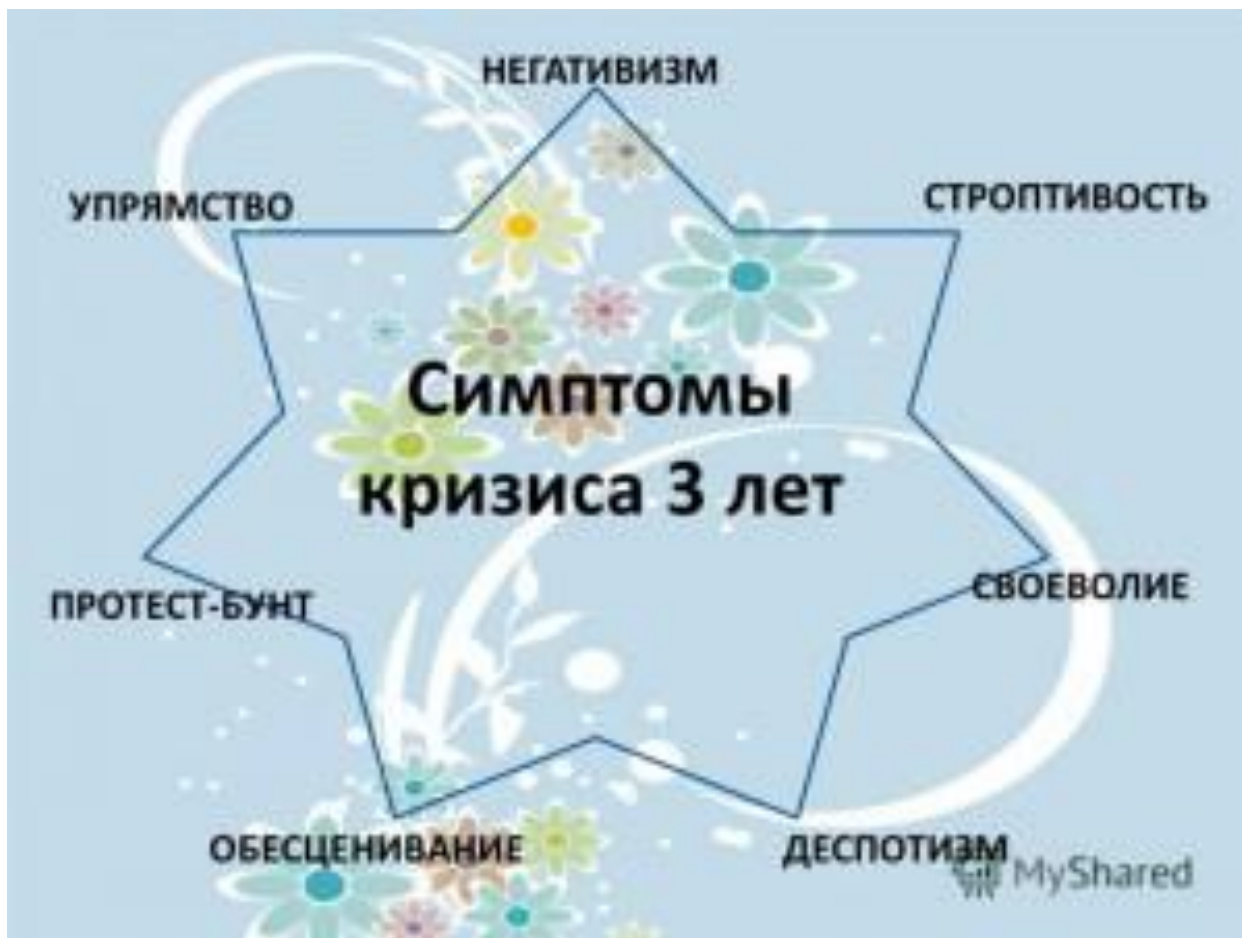 НЕГАТИВИЗМ
УПРЯМСТВО
СТРОПТИВОСТЬ
Симптомы
кризиса 3 лет
ПРОТЕСТ-БУНТ
СВОЕВОЛИЕ
ОБЕСЦЕНИВАНИЕ
ДЕСПОТИЗМ
MyShared